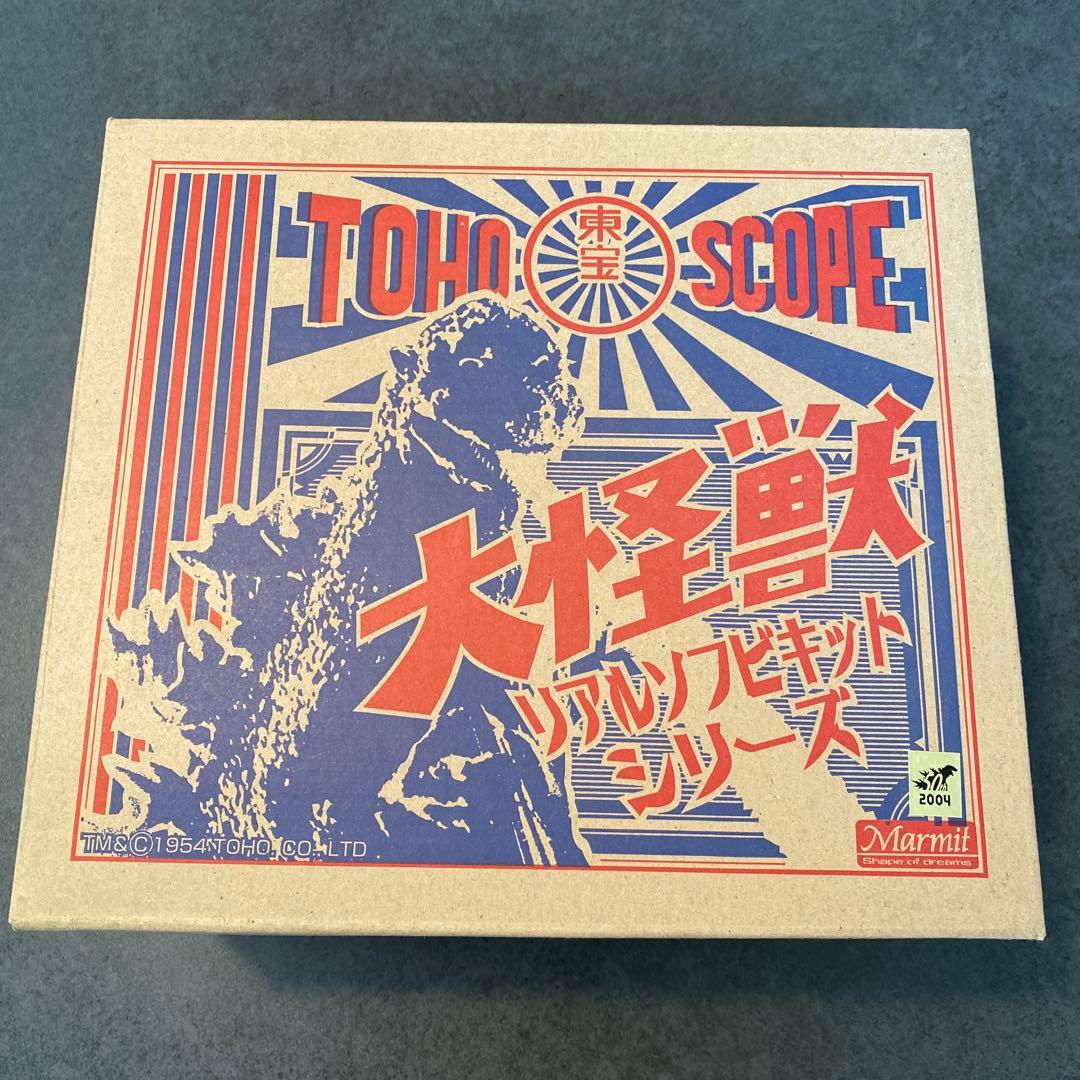 TOHO
東宝
SCOPE
大怪獣
リアルソフビキット
シリーズ
2004
Marmit
Shape of dreams
TM&©1954 TOHO. CO. LTD